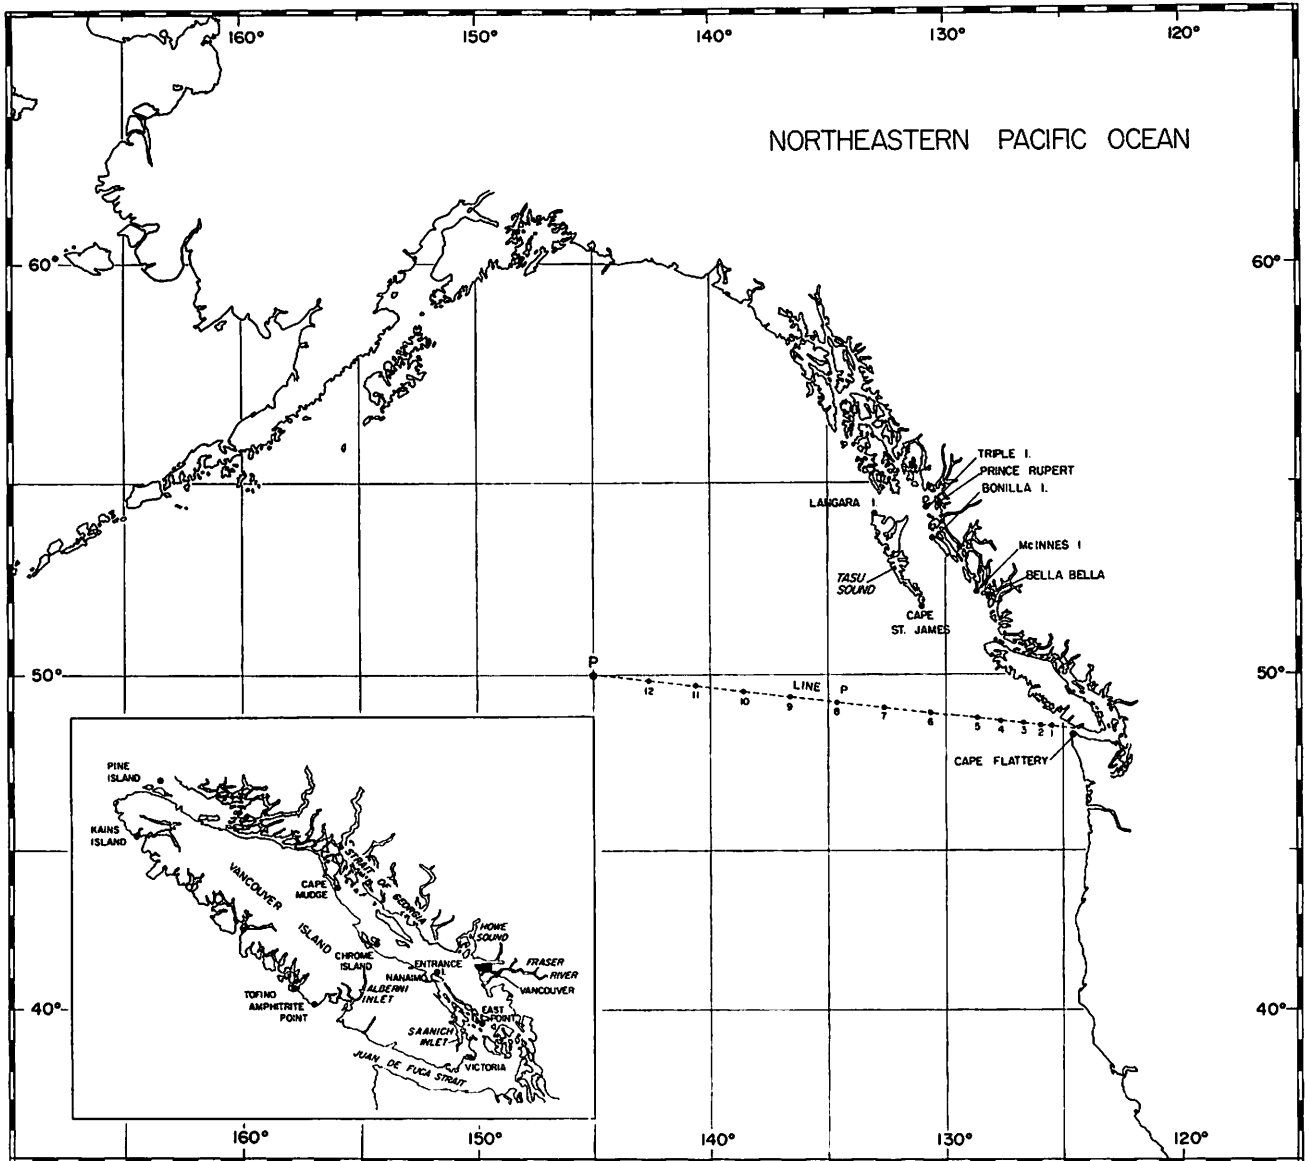 160° 150° 140° 130° 120°
NORTHEASTERN PACIFIC OCEAN
60° 60°
TRIPLE I.
PRINCE RUPERT
BONILLA I.
LANGARA I.
McINNES I
BELLA BELLA
TASU
SOUND
CAPE
ST. JAMES
50° 50°
P
LINE P
12 11 10 9 8 7 6 5 4 3 2 1
CAPE FLATTERY
PINE
ISLAND
KAINS
ISLAND
VANCOUVER
ISLAND
CAPE
MUDGE
STRAIT OF
GEORGIA
HOWE
SOUND
CHROME
ISLAND
ENTRANCE
I.
NANAIMO
FRASER
RIVER
VANCOUVER
ALBERNI
INLET
TOFINO
AMPHITRITE
POINT
EAST
POINT
SAANICH
INLET
VICTORIA
JUAN DE FUCA STRAIT
40° 40°
160° 150° 140° 130° 120°